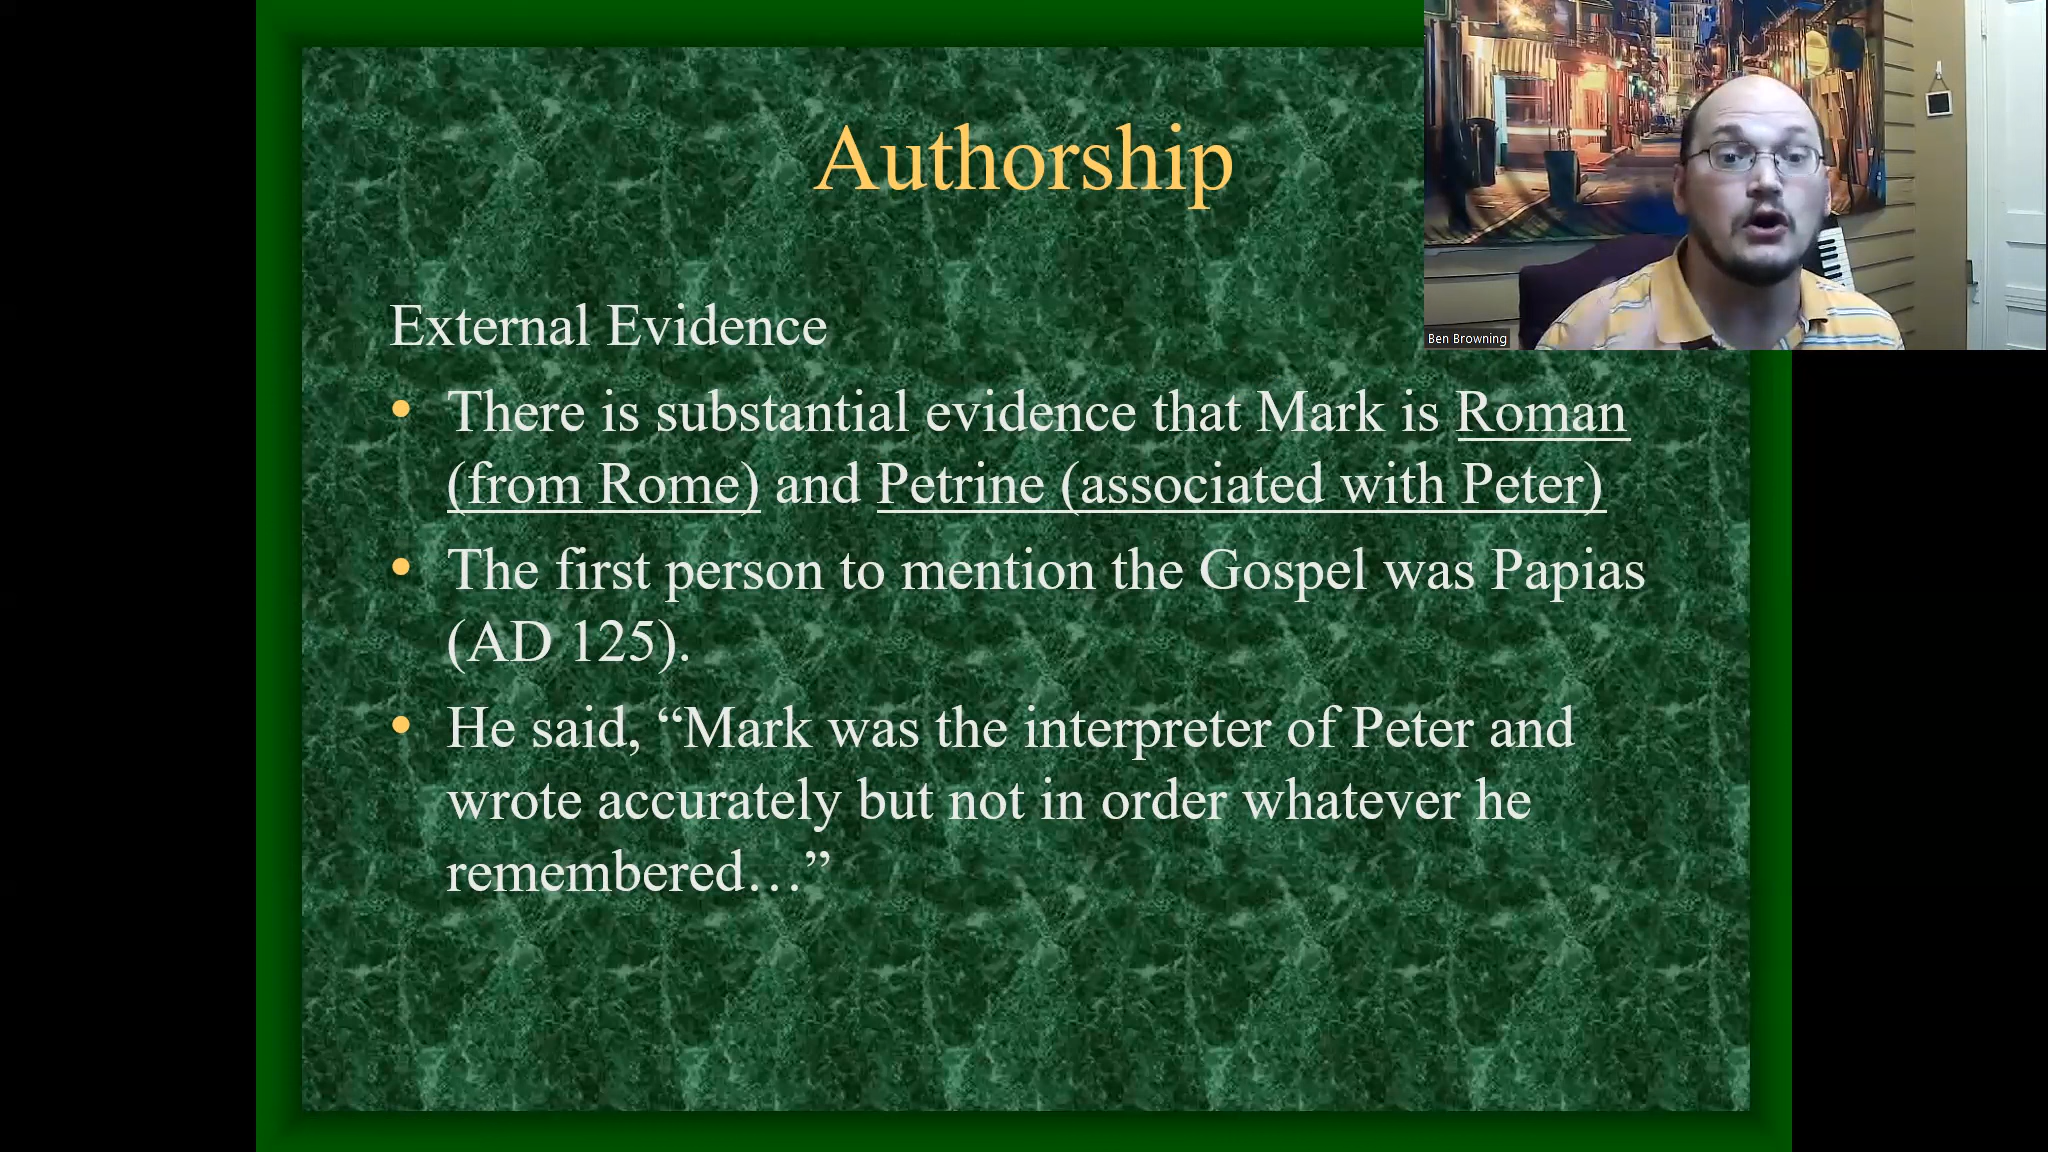 Authorship
Ben Browning
External Evidence
• There is substantial evidence that Mark is Roman
(from Rome) and Petrine (associated with Peter)
• The first person to mention the Gospel was Papias
(AD 125).
• He said, “Mark was the interpreter of Peter and
wrote accurately but not in order whatever he
remembered…”